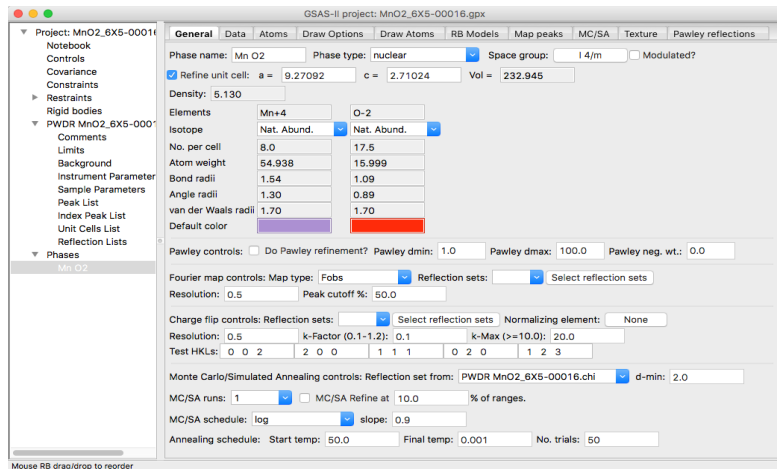 GSAS-II project: MnO2_6X5-00016.gpx
Project: MnO2_6X5-00016
Notebook
Controls
Covariance
Constraints
Restraints
Rigid bodies
PWDR MnO2_6X5-0001
Comments
Limits
Background
Instrument Parameter
Sample Parameters
Peak List
Index Peak List
Unit Cells List
Reflection Lists
Phases
Mn O2
General Data Atoms Draw Options Draw Atoms RB Models Map peaks MC/SA Texture Pawley reflections
Phase name: Mn O2 Phase type: nuclear Space group: I 4/m Modulated?
Refine unit cell: a = 9.27092 c = 2.71024 Vol = 232.945
Density: 5.130
Elements Mn+4 O-2
Isotope Nat. Abund. Nat. Abund.
No. per cell 8.0 17.5
Atom weight 54.938 15.999
Bond radii 1.54 1.09
Angle radii 1.30 0.89
van der Waals radii 1.70 1.70
Default color
Pawley controls: Do Pawley refinement? Pawley dmin: 1.0 Pawley dmax: 100.0 Pawley neg. wt.: 0.0
Fourier map controls: Map type: Fobs Reflection sets: Select reflection sets
Resolution: 0.5 Peak cutoff %: 50.0
Charge flip controls: Reflection sets: Select reflection sets Normalizing element: None
Resolution: 0.5 k-Factor (0.1-1.2): 0.1 k-Max (>=10.0): 20.0
Test HKLs: 0 0 2 2 0 0 1 1 1 0 2 0 1 2 3
Monte Carlo/Simulated Annealing controls: Reflection set from: PWDR MnO2_6X5-00016.chi d-min: 2.0
MC/SA runs: 1 MC/SA Refine at 10.0 % of ranges.
MC/SA schedule: log slope: 0.9
Annealing schedule: Start temp: 50.0 Final temp: 0.001 No. trials: 50
Mouse RB drag/drop to reorder